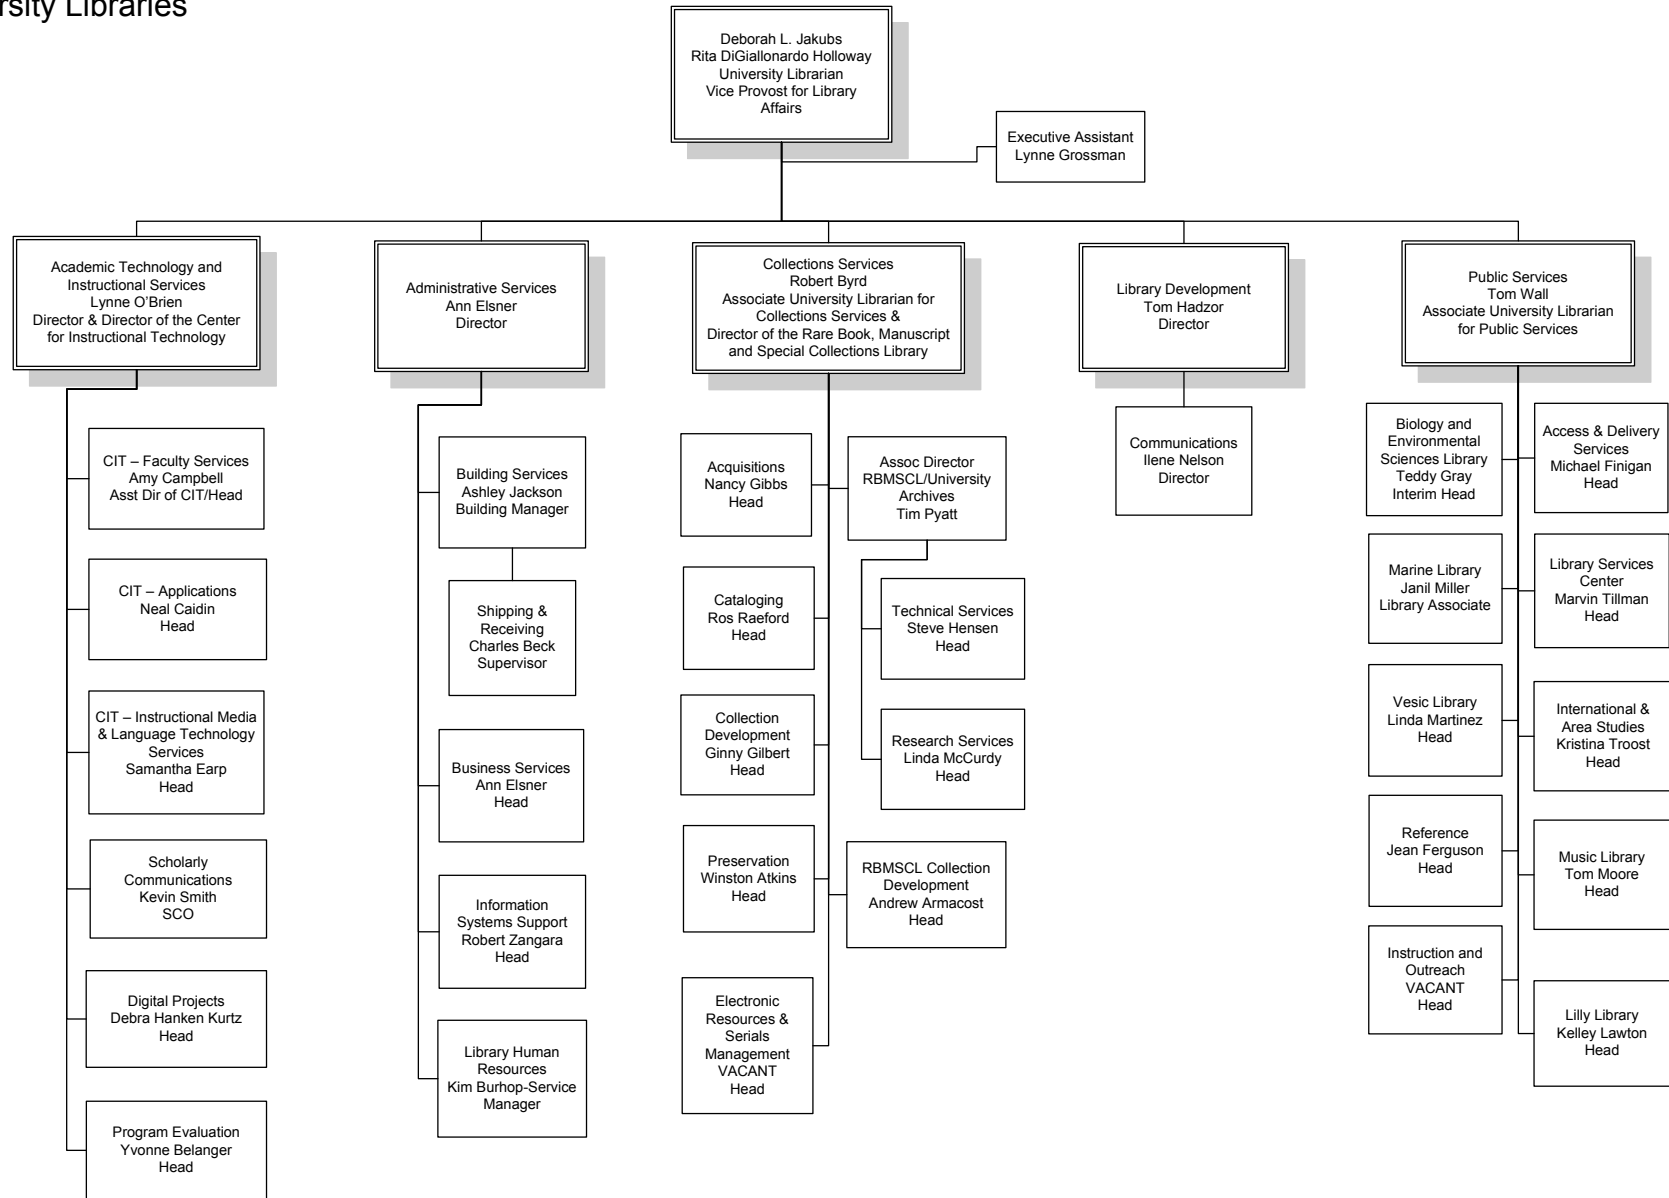 rsity Libraries
Deborah L. Jakubs
Rita DiGiallonardo Holloway
University Librarian
Vice Provost for Library
Affairs
Executive Assistant
Lynne Grossman
Academic Technology and
Instructional Services
Lynne O'Brien
Director & Director of the Center
for Instructional Technology
Administrative Services
Ann Elsner
Director
Collections Services
Robert Byrd
Associate University Librarian for
Collections Services &
Director of the Rare Book, Manuscript
and Special Collections Library
Library Development
Tom Hadzor
Director
Public Services
Tom Wall
Associate University Librarian
for Public Services
CIT – Faculty Services
Amy Campbell
Asst Dir of CIT/Head
CIT – Applications
Neal Caidin
Head
CIT – Instructional Media
& Language Technology
Services
Samantha Earp
Head
Scholarly
Communications
Kevin Smith
SCO
Digital Projects
Debra Hanken Kurtz
Head
Program Evaluation
Yvonne Belanger
Head
Building Services
Ashley Jackson
Building Manager
Shipping &
Receiving
Charles Beck
Supervisor
Business Services
Ann Elsner
Head
Information
Systems Support
Robert Zangara
Head
Library Human
Resources
Kim Burhop-Service
Manager
Acquisitions
Nancy Gibbs
Head
Cataloging
Ros Raeford
Head
Collection
Development
Ginny Gilbert
Head
Preservation
Winston Atkins
Head
Electronic
Resources &
Serials
Management
VACANT
Head
Assoc Director
RBMSCL/University
Archives
Tim Pyatt
Technical Services
Steve Hensen
Head
Research Services
Linda McCurdy
Head
RBMSCL Collection
Development
Andrew Armacost
Head
Communications
Ilene Nelson
Director
Biology and
Environmental
Sciences Library
Teddy Gray
Interim Head
Marine Library
Janil Miller
Library Associate
Vesic Library
Linda Martinez
Head
Reference
Jean Ferguson
Head
Instruction and
Outreach
VACANT
Head
Access & Delivery
Services
Michael Finigan
Head
Library Services
Center
Marvin Tillman
Head
International &
Area Studies
Kristina Troost
Head
Music Library
Tom Moore
Head
Lilly Library
Kelley Lawton
Head